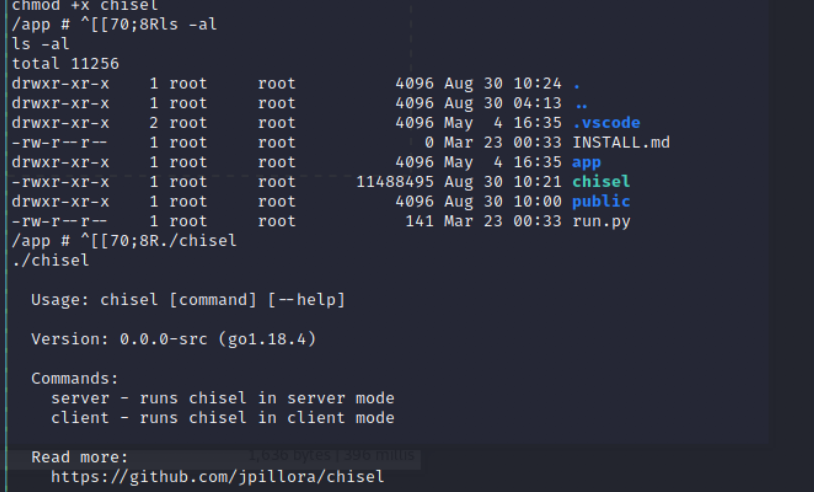 chmod +x chisel
/app # ^[[70;8Rls -al
ls -al
total 11256
drwxr-xr-x    1 root     root          4096 Aug 30 10:24 .
drwxr-xr-x    1 root     root          4096 Aug 30 04:13 ..
drwxr-xr-x    2 root     root          4096 May  4 16:35 .vscode
-rw-r--r--    1 root     root             0 Mar 23 00:33 INSTALL.md
drwxr-xr-x    1 root     root          4096 May  4 16:35 app
-rwxr-xr-x    1 root     root      11488495 Aug 30 10:21 chisel
drwxr-xr-x    1 root     root          4096 Aug 30 10:00 public
-rw-r--r--    1 root     root           141 Mar 23 00:33 run.py
/app # ^[[70;8R./chisel
./chisel
  Usage: chisel [command] [--help]
  Version: 0.0.0-src (go1.18.4)
  Commands:
    server - runs chisel in server mode
    client - runs chisel in client mode
  Read more:
    https://github.com/jpillora/chisel